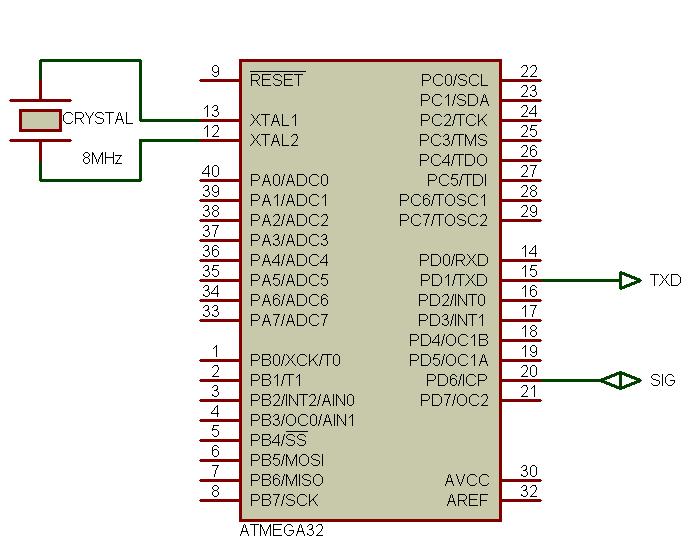 CRYSTAL
8MHz
9 RESET
13 XTAL1
12 XTAL2
40 PA0/ADC0
39 PA1/ADC1
38 PA2/ADC2
37 PA3/ADC3
36 PA4/ADC4
35 PA5/ADC5
34 PA6/ADC6
33 PA7/ADC7
1 PB0/XCK/T0
2 PB1/T1
3 PB2/INT2/AIN0
4 PB3/OC0/AIN1
5 PB4/SS
6 PB5/MOSI
7 PB6/MISO
8 PB7/SCK
PC0/SCL 22
PC1/SDA 23
PC2/TCK 24
PC3/TMS 25
PC4/TDO 26
PC5/TDI 27
PC6/TOSC1 28
PC7/TOSC2 29
PD0/RXD 14
PD1/TXD 15 TXD
PD2/INT0 16
PD3/INT1 17
PD4/OC1B 18
PD5/OC1A 19
PD6/ICP 20 SIG
PD7/OC2 21
AVCC 30
AREF 32
ATMEGA32